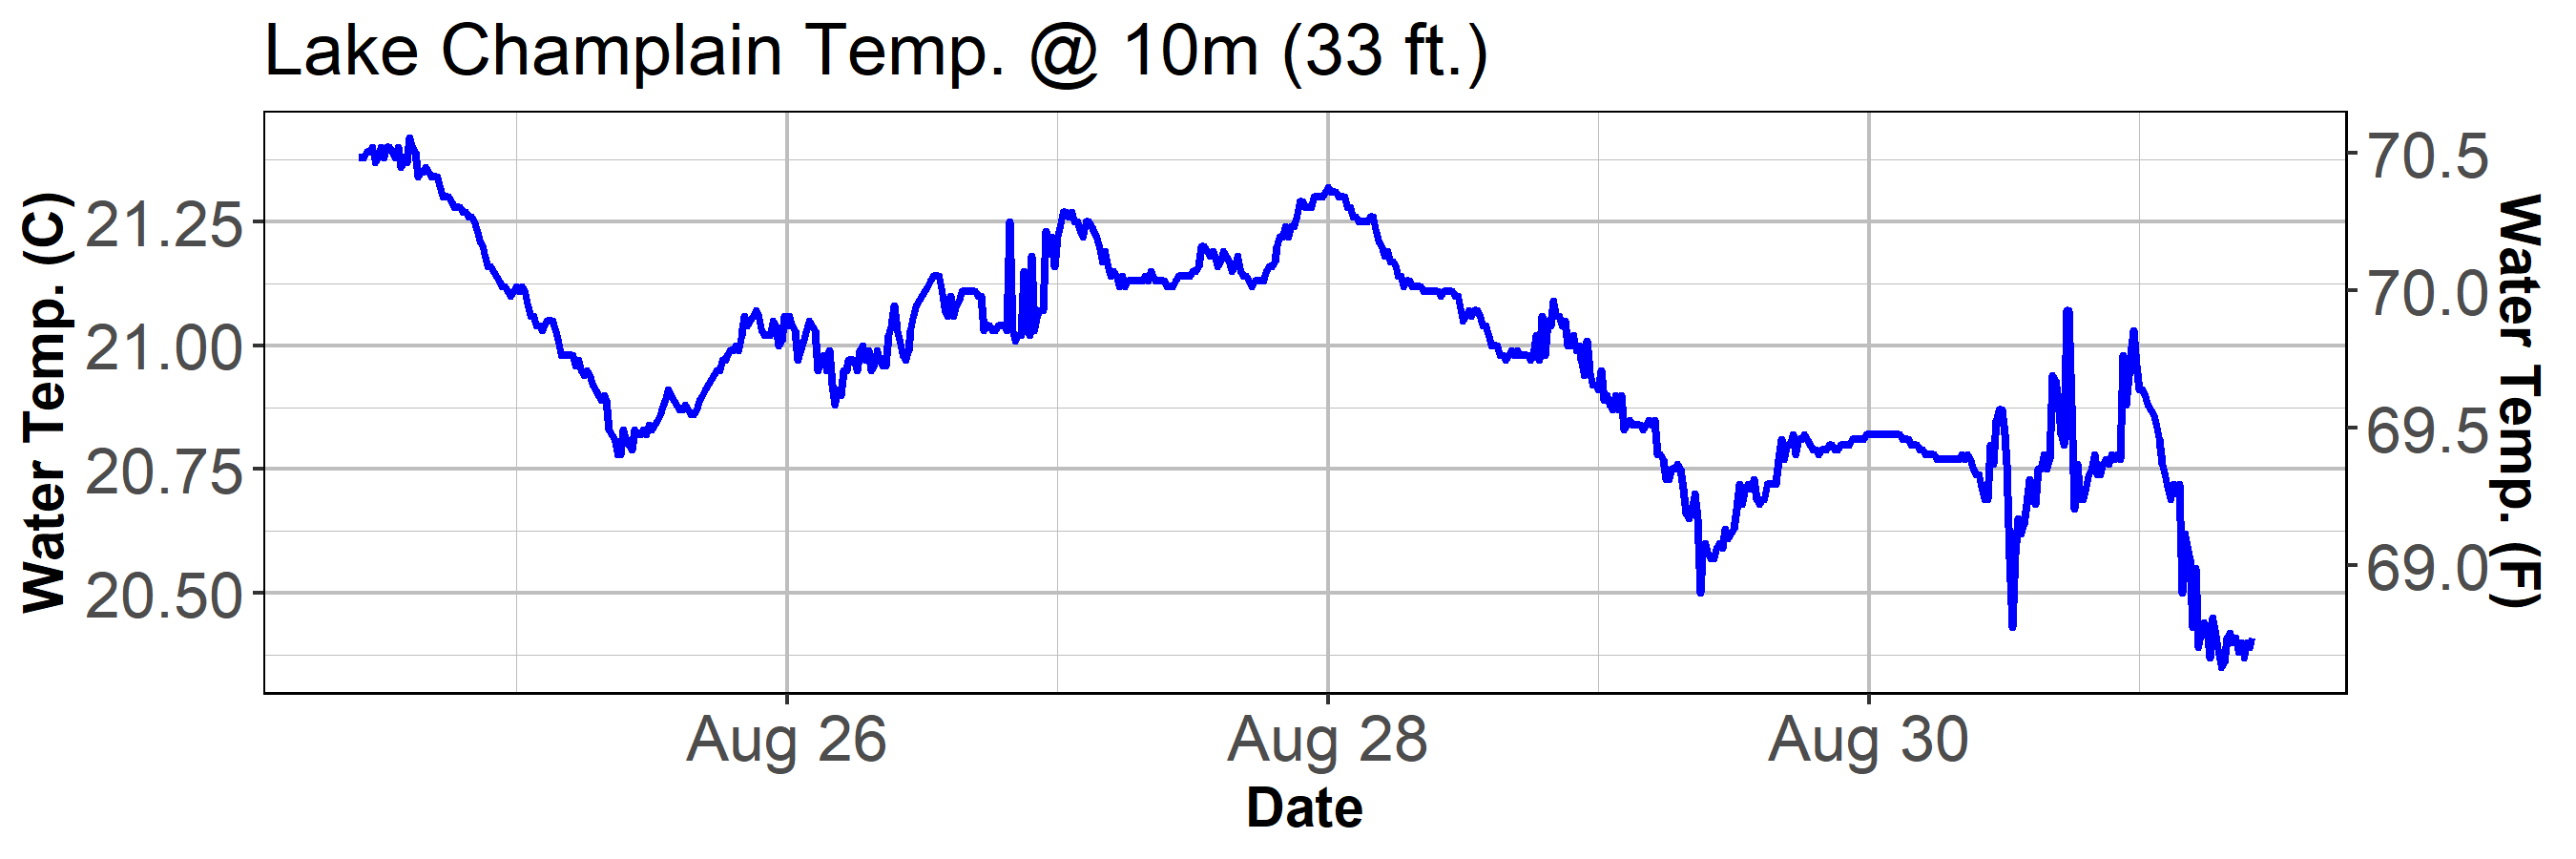 Lake Champlain Temp. @ 10m (33 ft.)
Water Temp. (C)
21.25
21.00
20.75
20.50
70.5
70.0
69.5
69.0
Water Temp. (F)
Aug 26
Aug 28
Aug 30
Date